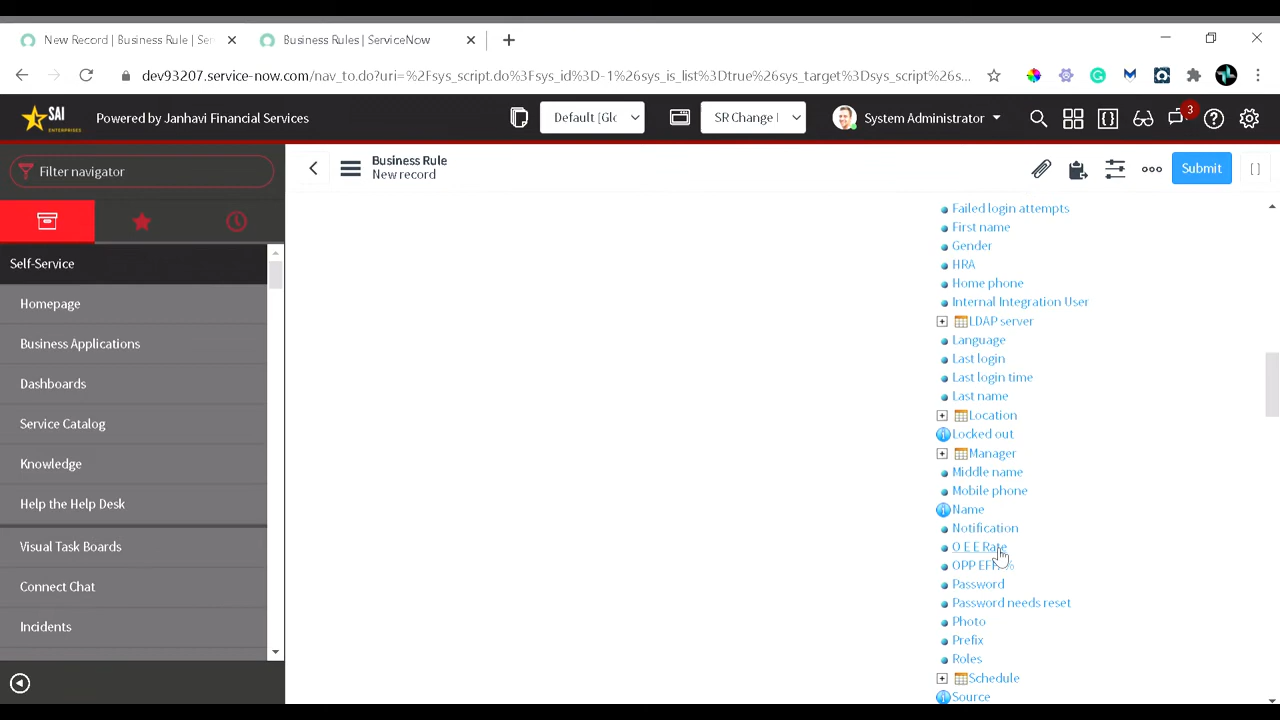 New Record | Business Rule | Ser
Business Rules | ServiceNow
dev93207.service-now.com/nav_to.do?uri=%2Fsys_script.do%3Fsys_id%3D-1%26sys_is_list%3Dtrue%26sys_target%3Dsys_script%26s...
SAI
ENTERPRISES
Powered by Janhavi Financial Services
Default [Glo
SR Change I
System Administrator
3
Filter navigator
Business Rule
New record
Submit
Self-Service
Homepage
Business Applications
Dashboards
Service Catalog
Knowledge
Help the Help Desk
Visual Task Boards
Connect Chat
Incidents
Failed login attempts
First name
Gender
HRA
Home phone
Internal Integration User
LDAP server
Language
Last login
Last login time
Last name
Location
Locked out
Manager
Middle name
Mobile phone
Name
Notification
O E E Rate
OPP EFF %
Password
Password needs reset
Photo
Prefix
Roles
Schedule
Source